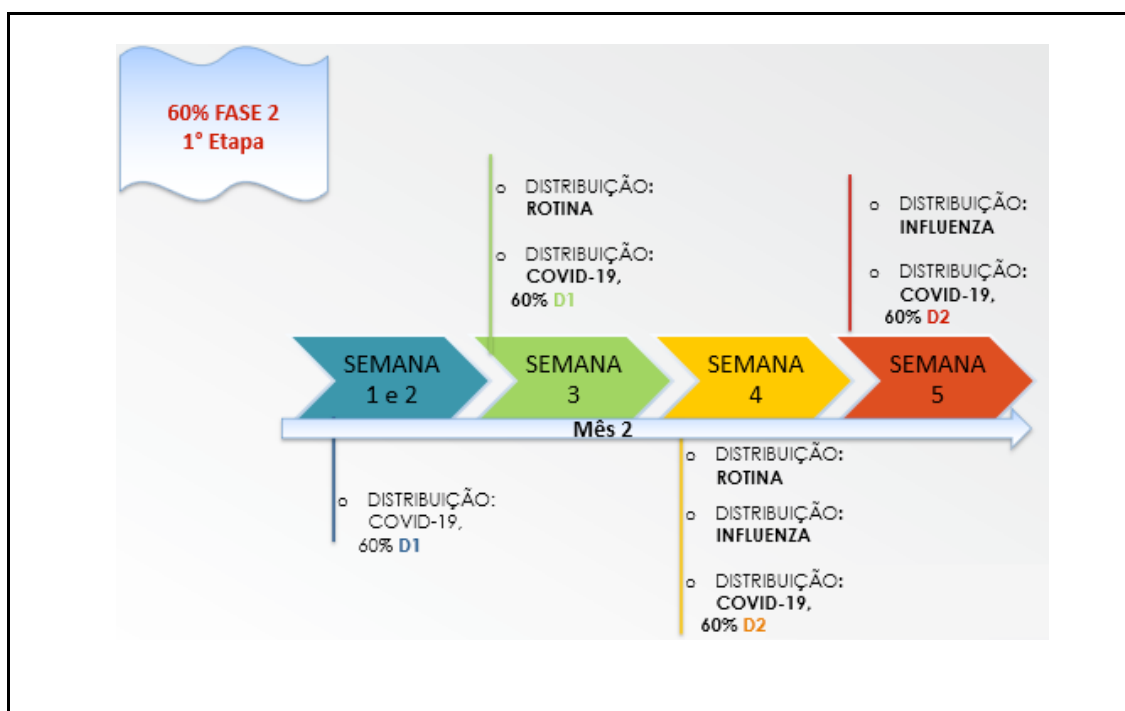 60% FASE 2
1° Etapa
o DISTRIBUIÇÃO:
ROTINA
o DISTRIBUIÇÃO:
COVID-19,
60% D1
o DISTRIBUIÇÃO:
INFLUENZA
o DISTRIBUIÇÃO:
COVID-19,
60% D2
SEMANA
1 e 2
SEMANA
3
SEMANA
4
SEMANA
5
Mês 2
o DISTRIBUIÇÃO:
COVID-19,
60% D1
o DISTRIBUIÇÃO:
ROTINA
o DISTRIBUIÇÃO:
INFLUENZA
o DISTRIBUIÇÃO:
COVID-19,
60% D2